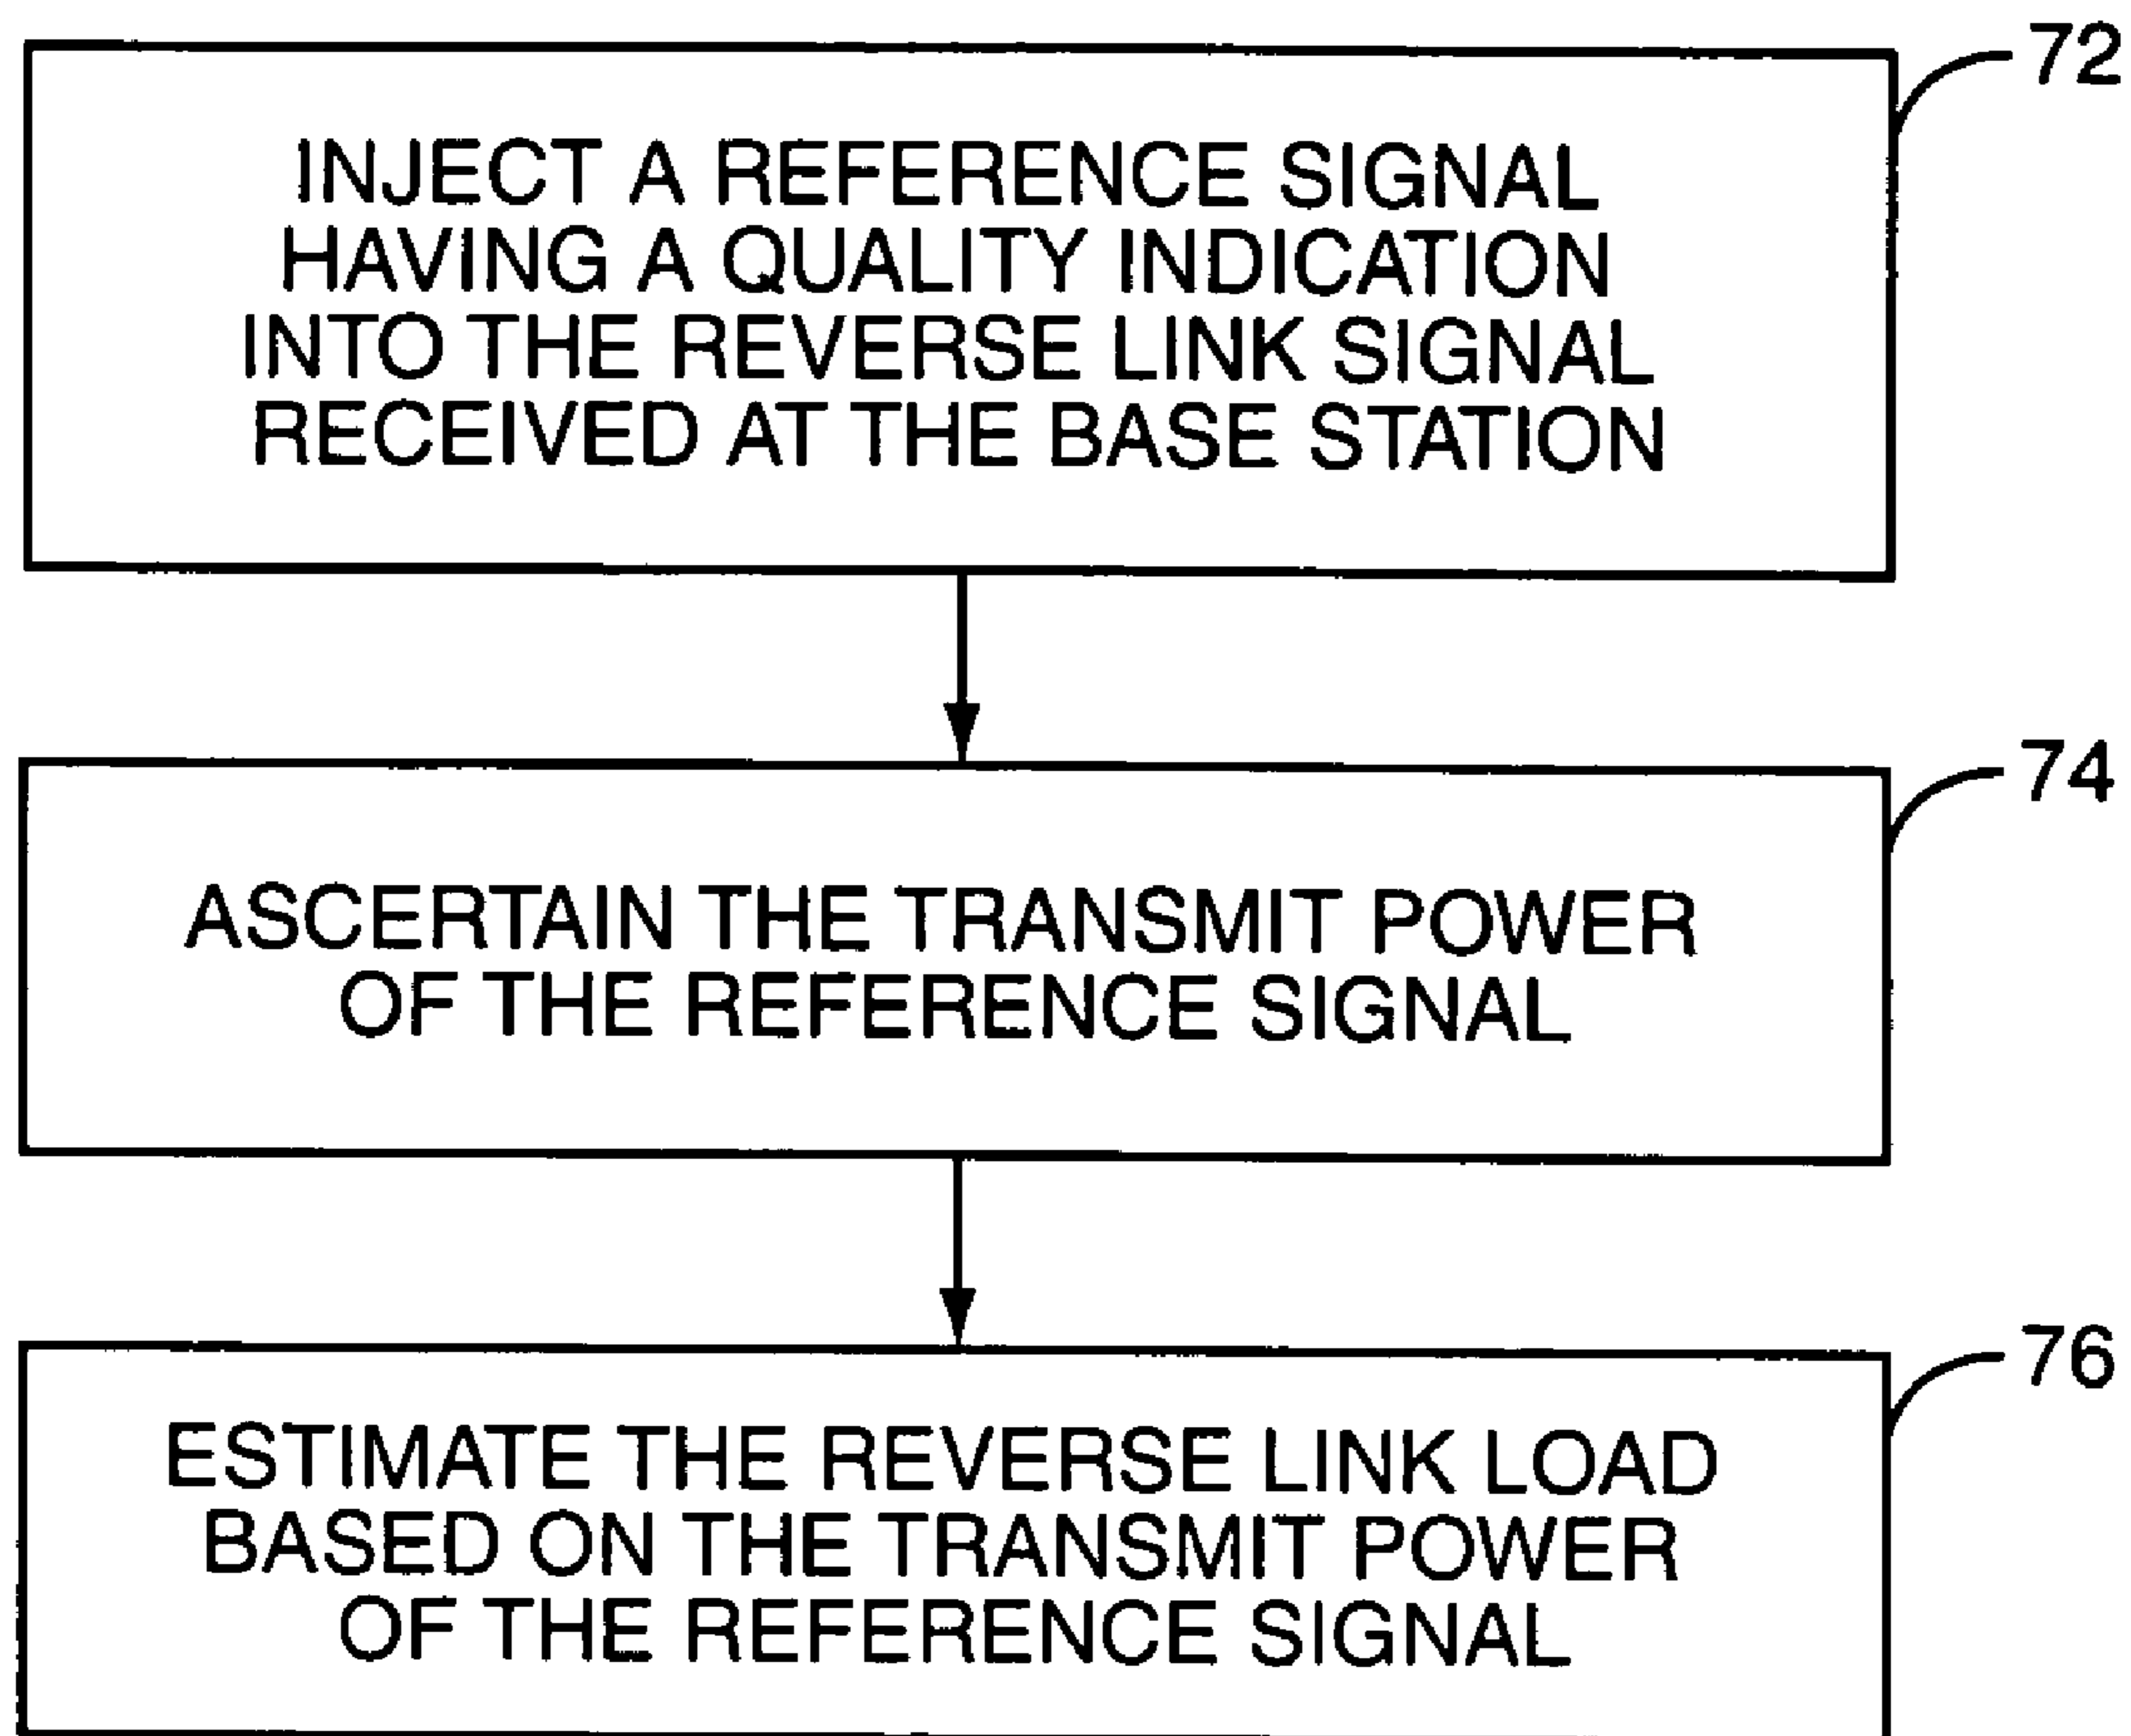 72
INJECT A REFERENCE SIGNAL
HAVING A QUALITY INDICATION
INTO THE REVERSE LINK SIGNAL
RECEIVED AT THE BASE STATION
74
ASCERTAIN THE TRANSMIT POWER
OF THE REFERENCE SIGNAL
76
ESTIMATE THE REVERSE LINK LOAD
BASED ON THE TRANSMIT POWER
OF THE REFERENCE SIGNAL